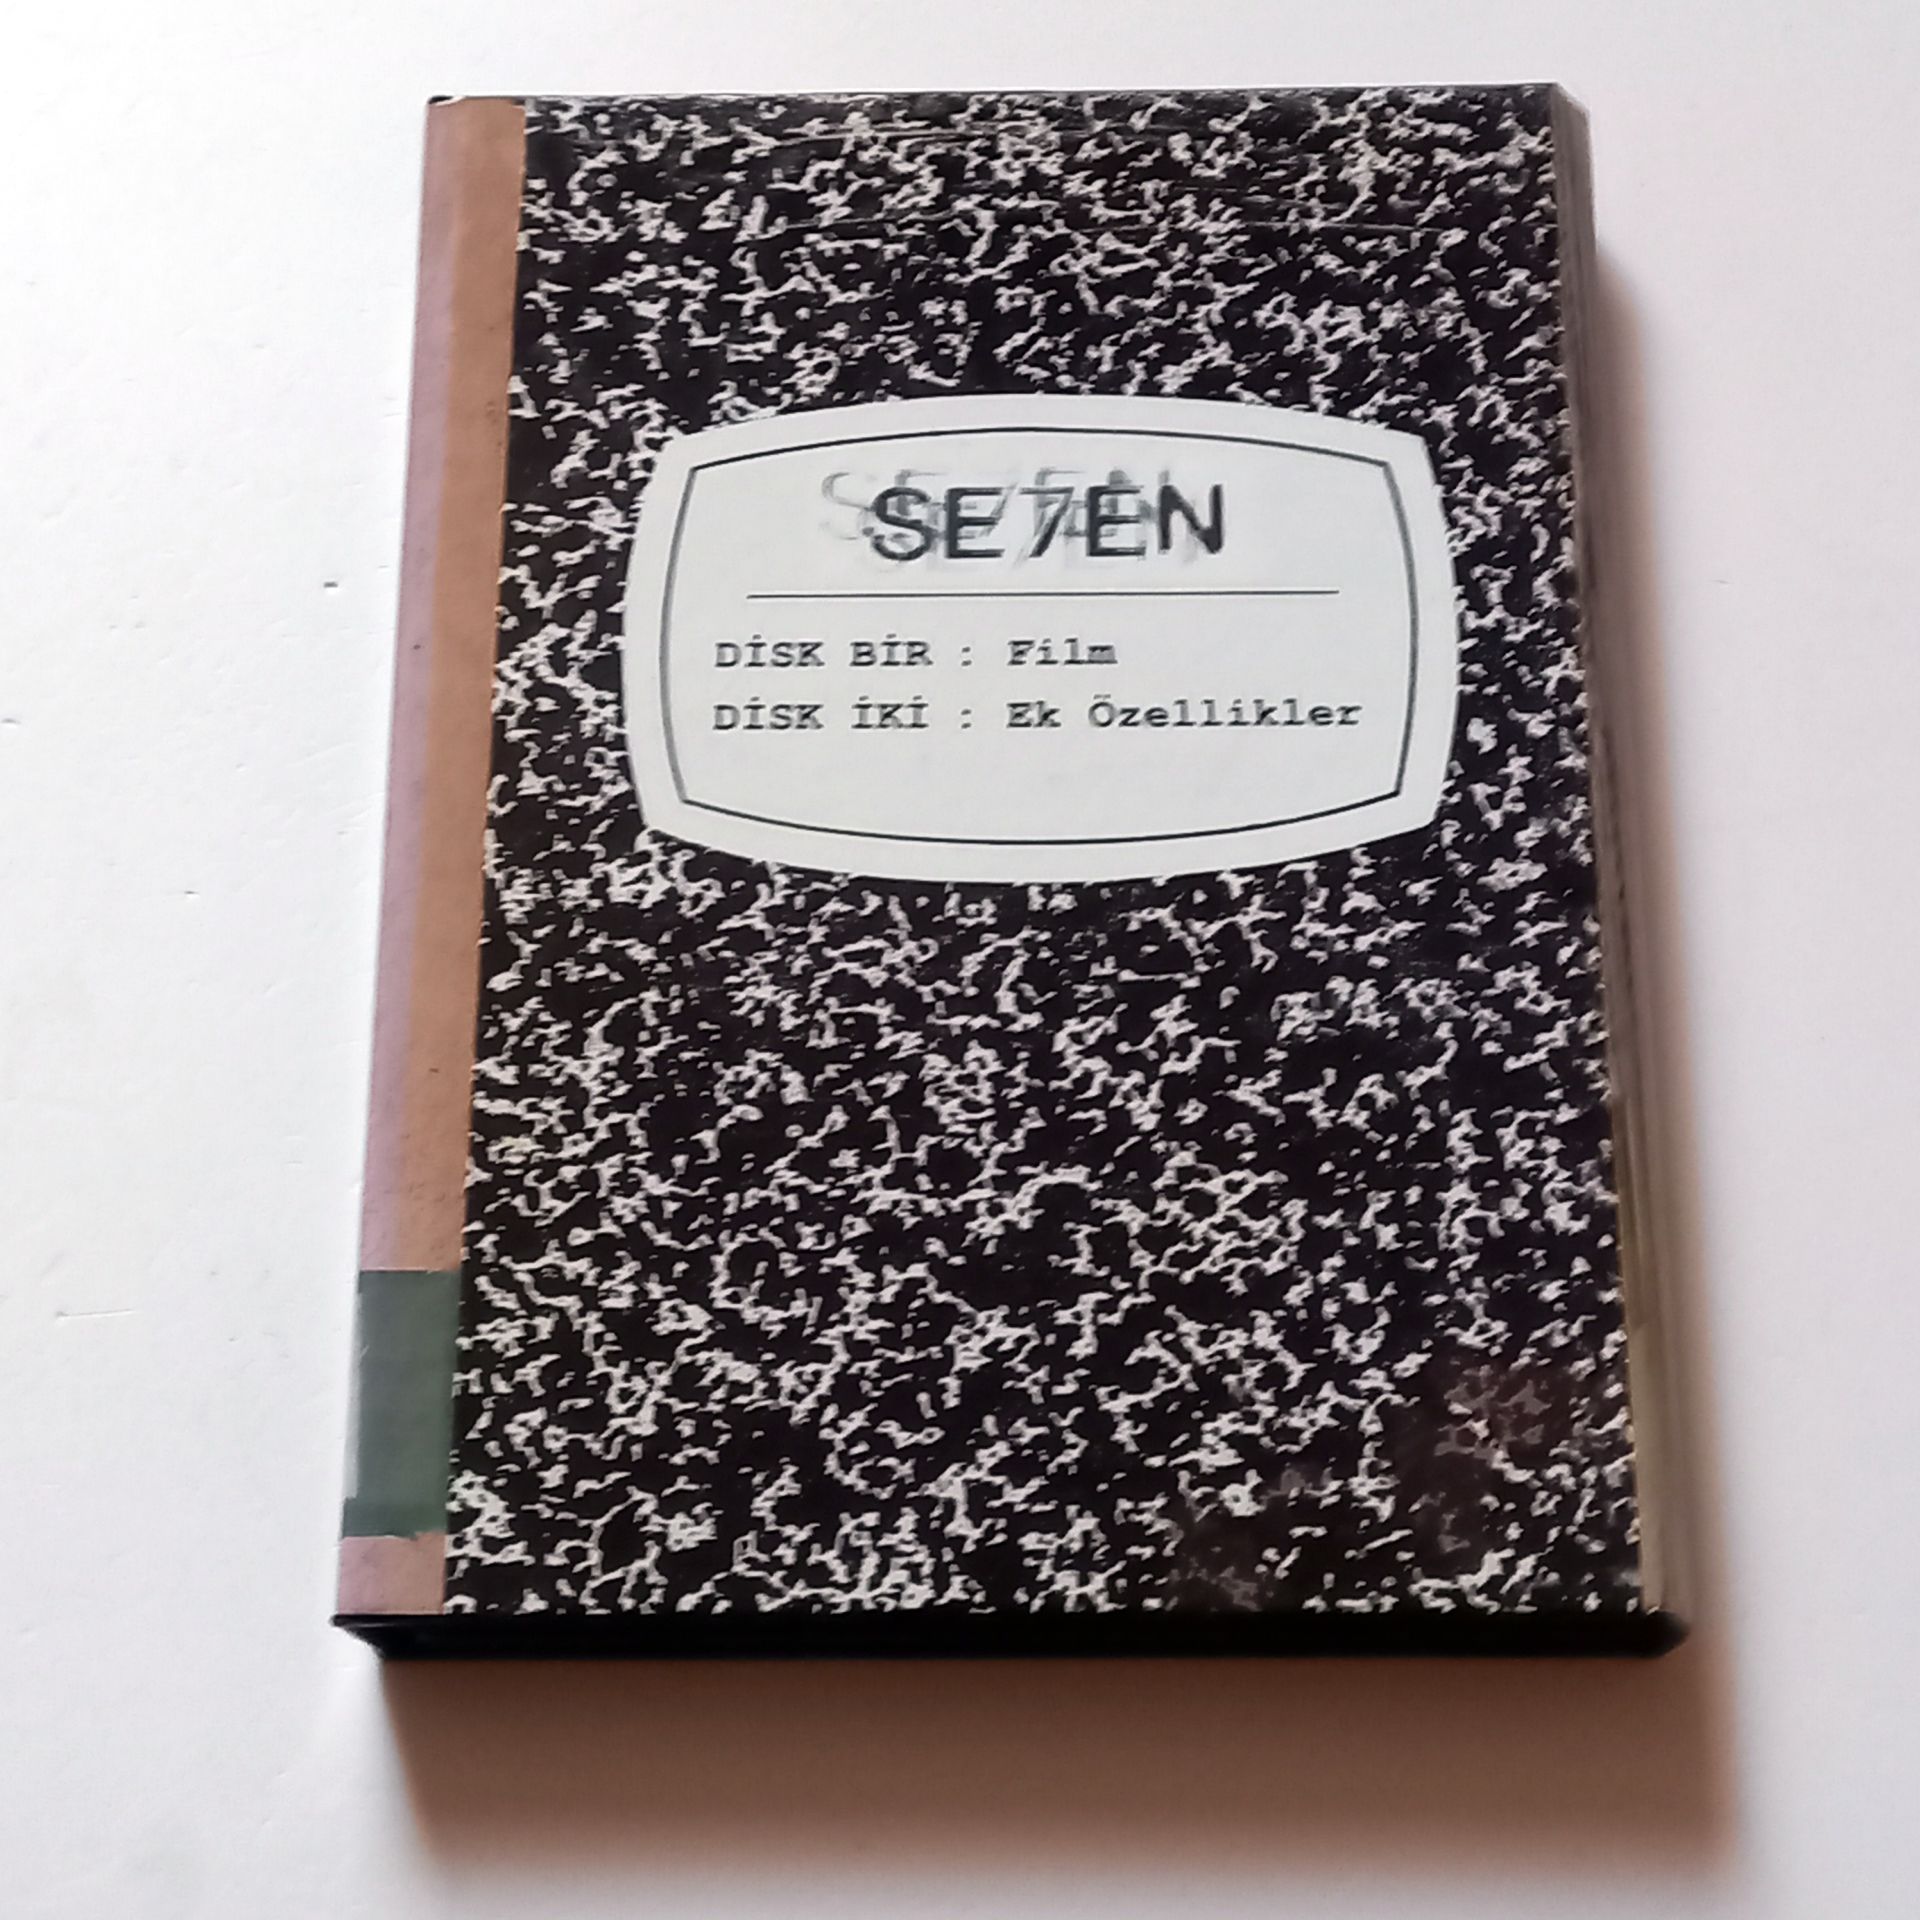 SE7EN
DİSK BİR : Film
DİSK İKİ : Ek Özellikler